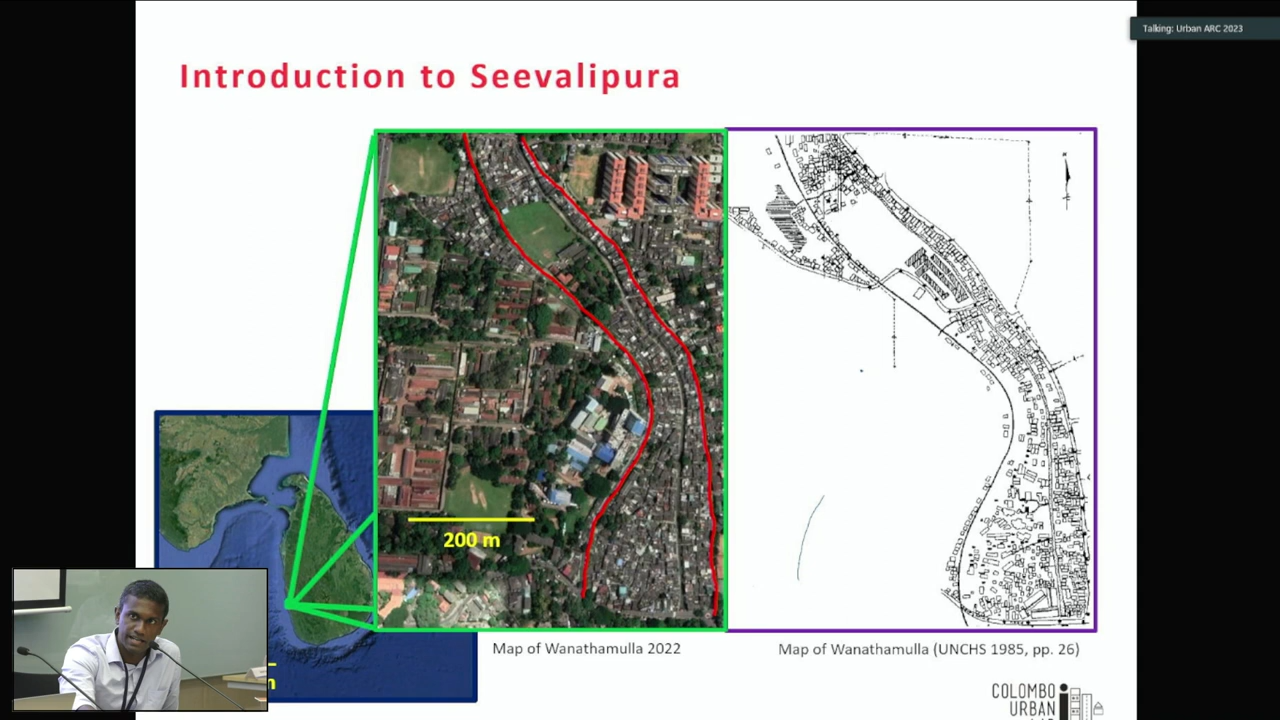 Talking: Urban ARC 2023
Introduction to Seevalipura
200 m
Map of Wanathamulla 2022
Map of Wanathamulla (UNCHS 1985, pp. 26)
COLOMBO
URBAN